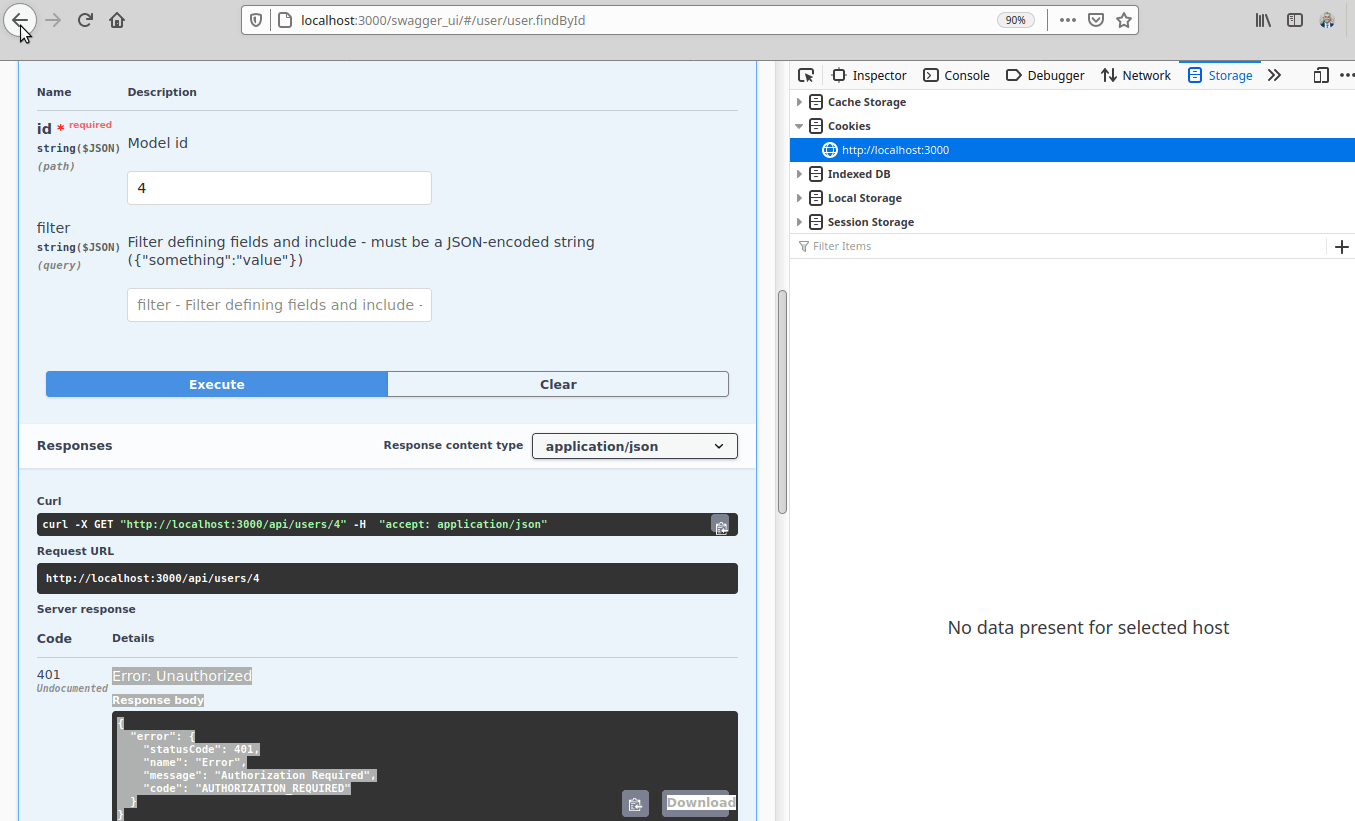 localhost:3000/swagger_ui/#/user/user.findById
90%
Name Description
id * required
string($JSON)
(path)
Model id
4
filter
string($JSON)
(query)
Filter defining fields and include - must be a JSON-encoded string
({"something":"value"})
filter - Filter defining fields and include -
Execute Clear
Responses Response content type application/json
Curl
curl -X GET "http://localhost:3000/api/users/4" -H  "accept: application/json"
Request URL
http://localhost:3000/api/users/4
Server response
Code Details
401
Undocumented
Error: Unauthorized
Response body
{
  "error": {
    "statusCode": 401,
    "name": "Error",
    "message": "Authorization Required",
    "code": "AUTHORIZATION_REQUIRED"
  }
}
Download
Inspector Console Debugger Network Storage
Cache Storage
Cookies
http://localhost:3000
Indexed DB
Local Storage
Session Storage
Filter Items
No data present for selected host